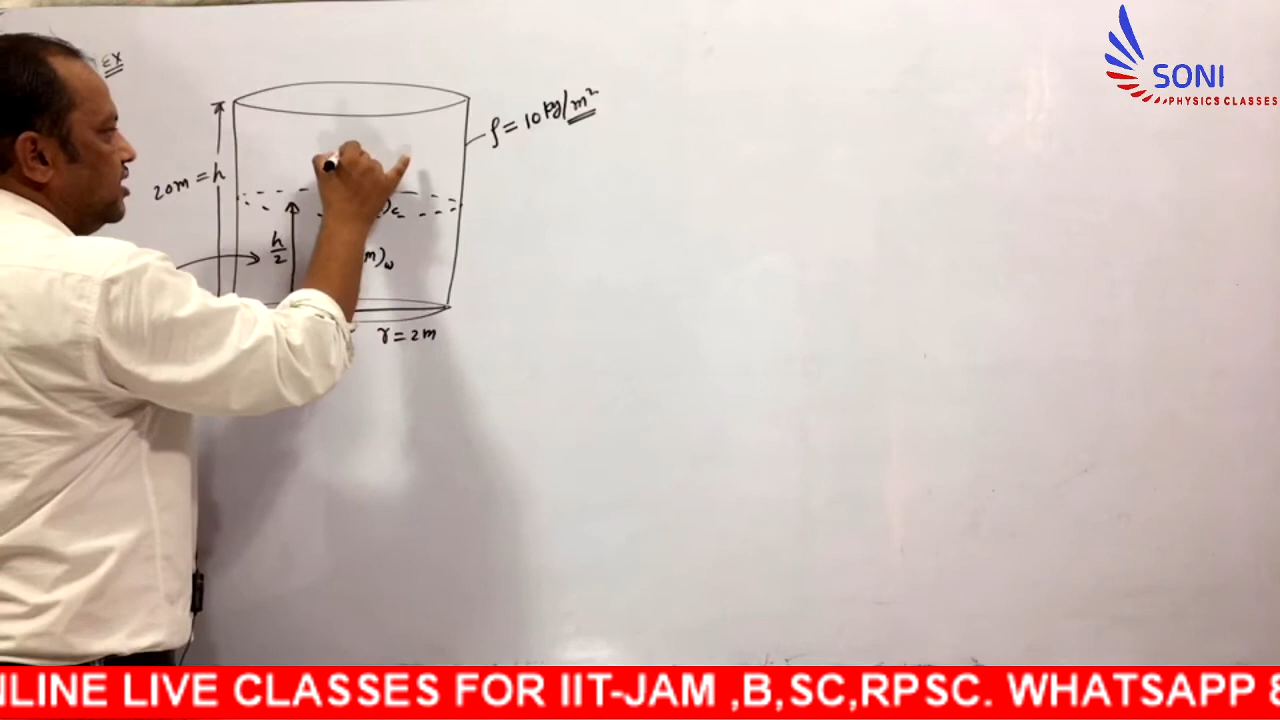 EX
ρ = 10 kg/m²
20m = h
)c
h/2
m)w
r = 2m
SONI
PHYSICS CLASSES
NLINE LIVE CLASSES FOR IIT-JAM ,B,SC,RPSC. WHATSAPP 8